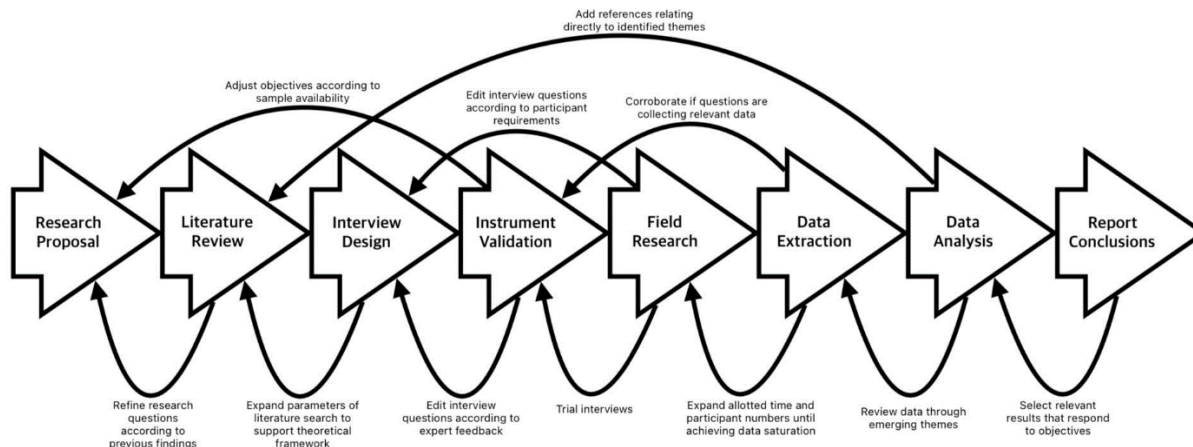 Add references relating
directly to identified themes
Adjust objectives according to
sample availability
Edit interview questions
according to participant
requirements
Corroborate if questions are
collecting relevant data
Research
Proposal
Literature
Review
Interview
Design
Instrument
Validation
Field
Research
Data
Extraction
Data
Analysis
Report
Conclusions
Refine research
questions
according to
previous findings
Expand parameters of
literature search to
support theoretical
framework
Edit interview
questions according to
expert feedback
Trial interviews
Expand allotted time and
participant numbers until
achieving data saturation
Review data through
emerging themes
Select relevant
results that respond
to objectives